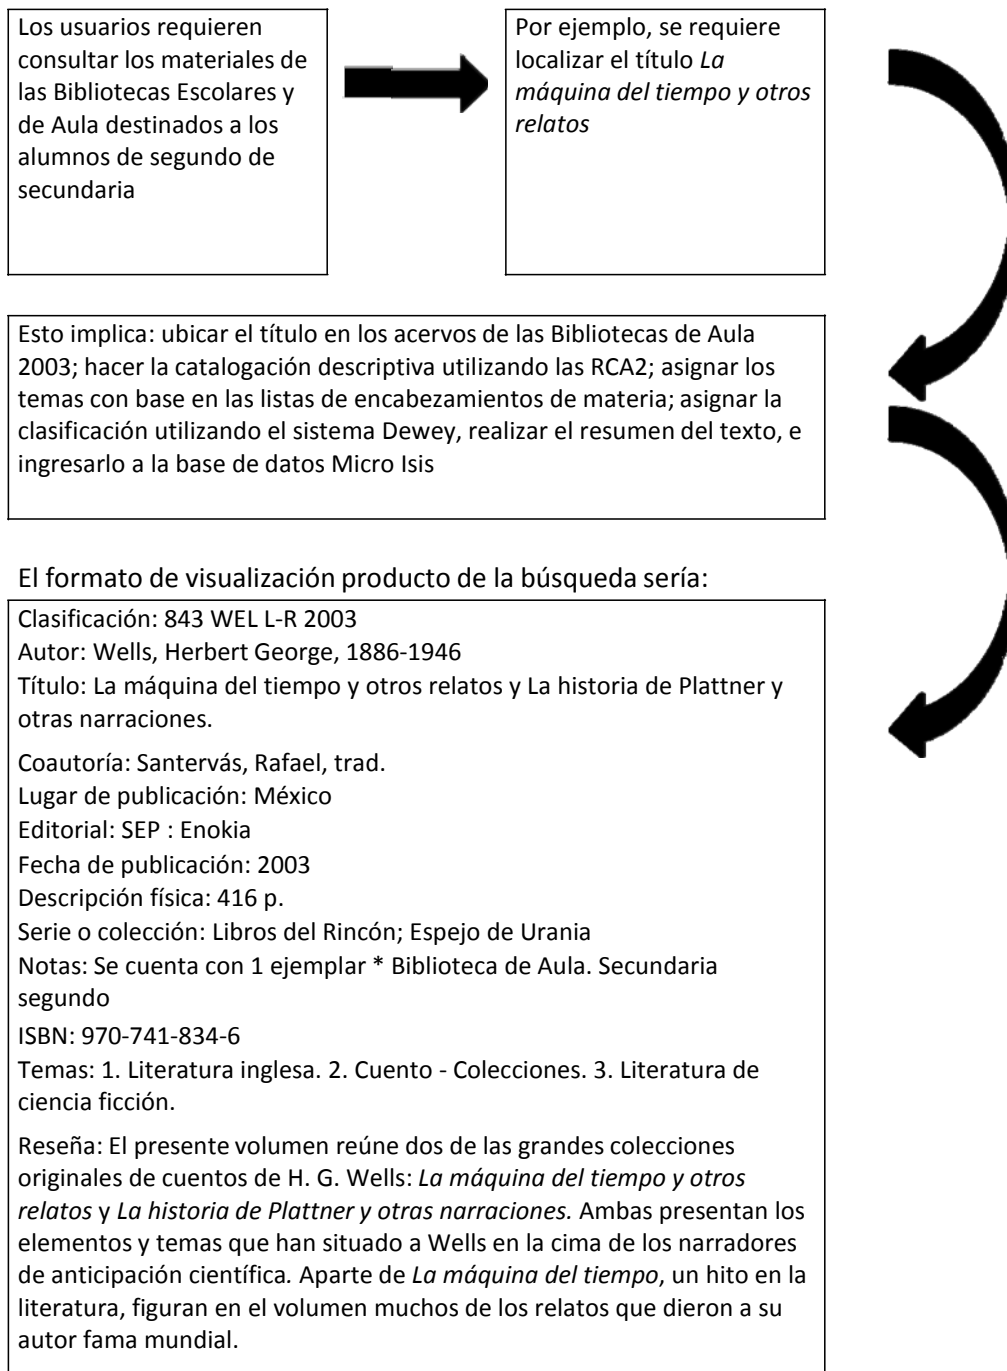 Los usuarios requieren
consultar los materiales de
las Bibliotecas Escolares y
de Aula destinados a los
alumnos de segundo de
secundaria
Por ejemplo, se requiere
localizar el título La
máquina del tiempo y otros
relatos
Esto implica: ubicar el título en los acervos de las Bibliotecas de Aula
2003; hacer la catalogación descriptiva utilizando las RCA2; asignar los
temas con base en las listas de encabezamientos de materia; asignar la
clasificación utilizando el sistema Dewey, realizar el resumen del texto, e
ingresarlo a la base de datos Micro Isis
El formato de visualización producto de la búsqueda sería:
Clasificación: 843 WEL L-R 2003
Autor: Wells, Herbert George, 1886-1946
Título: La máquina del tiempo y otros relatos y La historia de Plattner y
otras narraciones.
Coautoría: Santervás, Rafael, trad.
Lugar de publicación: México
Editorial: SEP : Enokia
Fecha de publicación: 2003
Descripción física: 416 p.
Serie o colección: Libros del Rincón; Espejo de Urania
Notas: Se cuenta con 1 ejemplar * Biblioteca de Aula. Secundaria
segundo
ISBN: 970-741-834-6
Temas: 1. Literatura inglesa. 2. Cuento - Colecciones. 3. Literatura de
ciencia ficción.
Reseña: El presente volumen reúne dos de las grandes colecciones
originales de cuentos de H. G. Wells: La máquina del tiempo y otros
relatos y La historia de Plattner y otras narraciones. Ambas presentan los
elementos y temas que han situado a Wells en la cima de los narradores
de anticipación científica. Aparte de La máquina del tiempo, un hito en la
literatura, figuran en el volumen muchos de los relatos que dieron a su
autor fama mundial.